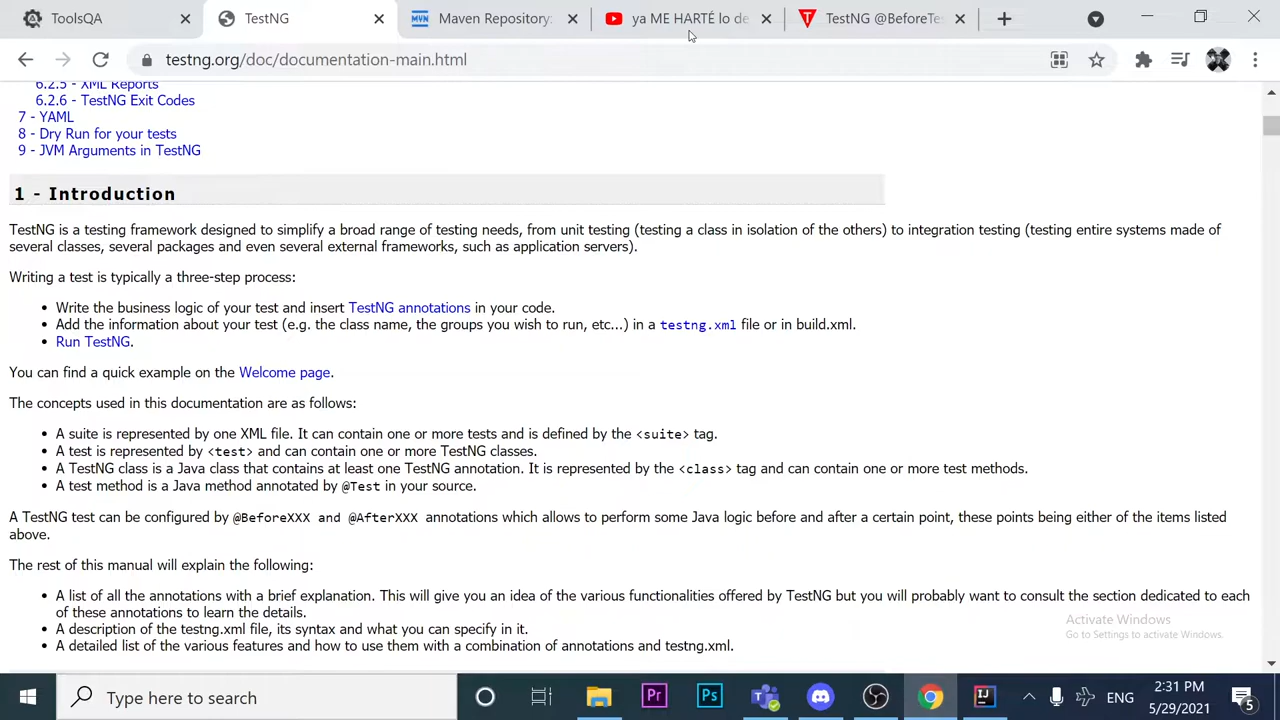 ToolsQA
TestNG
Maven Repository:
ya ME HARTÉ lo de
TestNG @BeforeTes
testng.org/doc/documentation-main.html
6.2.5 - XML Reports
6.2.6 - TestNG Exit Codes
7 - YAML
8 - Dry Run for your tests
9 - JVM Arguments in TestNG
1 - Introduction
TestNG is a testing framework designed to simplify a broad range of testing needs, from unit testing (testing a class in isolation of the others) to integration testing (testing entire systems made of
several classes, several packages and even several external frameworks, such as application servers).
Writing a test is typically a three-step process:
• Write the business logic of your test and insert TestNG annotations in your code.
• Add the information about your test (e.g. the class name, the groups you wish to run, etc...) in a testng.xml file or in build.xml.
• Run TestNG.
You can find a quick example on the Welcome page.
The concepts used in this documentation are as follows:
• A suite is represented by one XML file. It can contain one or more tests and is defined by the <suite> tag.
• A test is represented by <test> and can contain one or more TestNG classes.
• A TestNG class is a Java class that contains at least one TestNG annotation. It is represented by the <class> tag and can contain one or more test methods.
• A test method is a Java method annotated by @Test in your source.
A TestNG test can be configured by @BeforeXXX and @AfterXXX annotations which allows to perform some Java logic before and after a certain point, these points being either of the items listed
above.
The rest of this manual will explain the following:
• A list of all the annotations with a brief explanation. This will give you an idea of the various functionalities offered by TestNG but you will probably want to consult the section dedicated to each
of these annotations to learn the details.
• A description of the testng.xml file, its syntax and what you can specify in it.
• A detailed list of the various features and how to use them with a combination of annotations and testng.xml.
Activate Windows
Go to Settings to activate Windows.
Type here to search
Pr
Ps
IJ
ENG
2:31 PM
5/29/2021
5